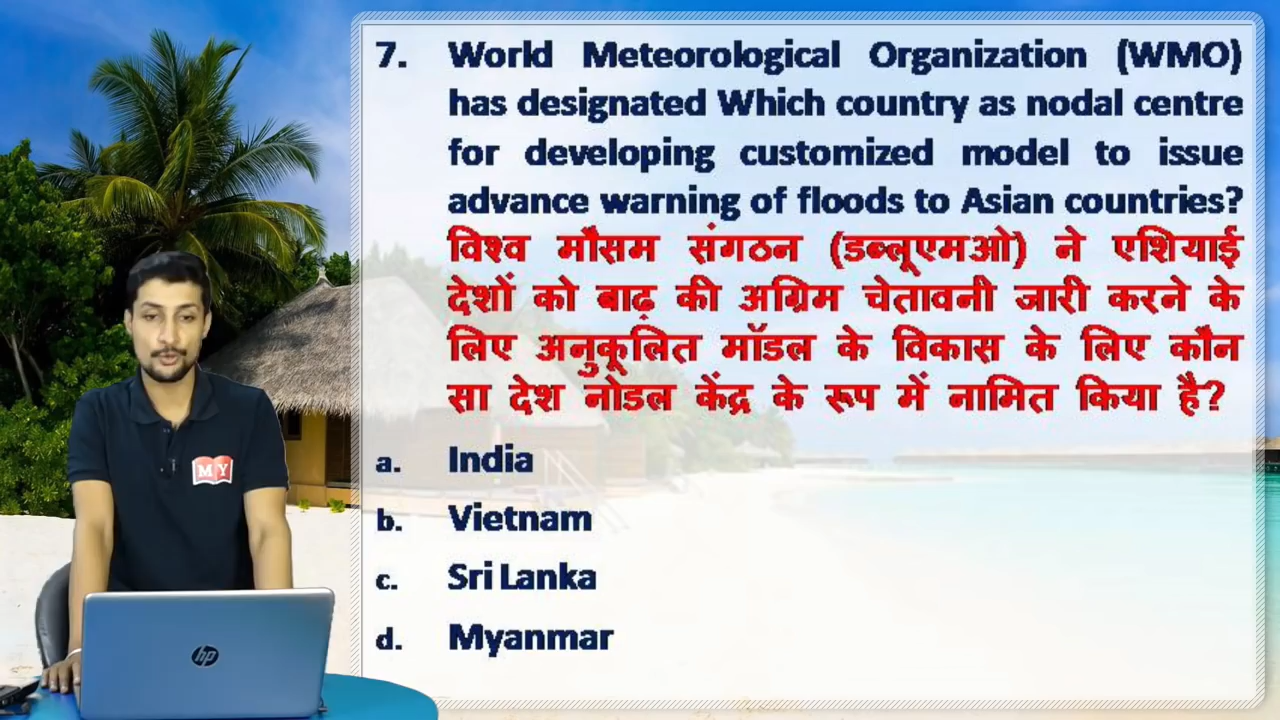 7. World Meteorological Organization (WMO)
has designated Which country as nodal centre
for developing customized model to issue
advance warning of floods to Asian countries?
विश्व मौसम संगठन (डब्लूएमओ) ने एशियाई
देशों को बाढ़ की अग्रिम चेतावनी जारी करने के
लिए अनुकूलित मॉडल के विकास के लिए कौन
सा देश नोडल केंद्र के रूप में नामित किया है?
a. India
b. Vietnam
c. Sri Lanka
d. Myanmar
MY
hp